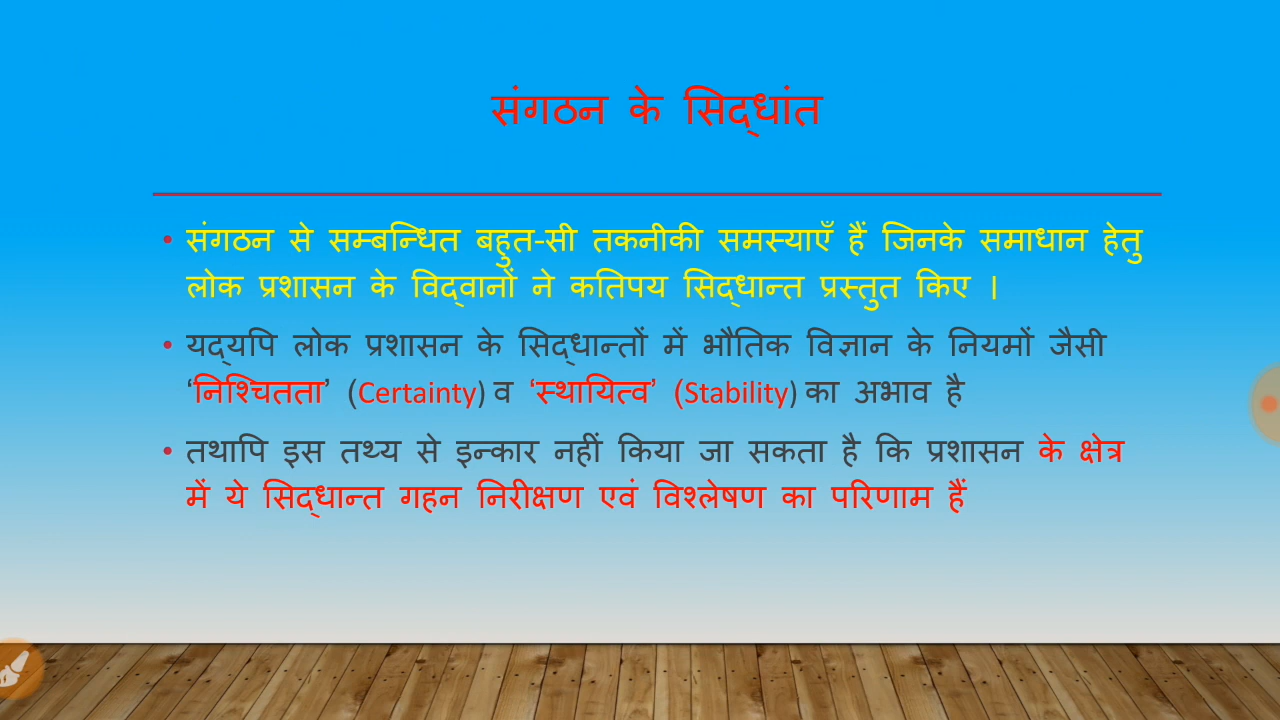 संगठन के सिद्धांत
• संगठन से सम्बन्धित बहुत-सी तकनीकी समस्याएँ हैं जिनके समाधान हेतु
लोक प्रशासन के विद्वानों ने कतिपय सिद्धान्त प्रस्तुत किए ।
• यद्यपि लोक प्रशासन के सिद्धान्तों में भौतिक विज्ञान के नियमों जैसी
‘निश्चितता’ (Certainty) व ‘स्थायित्व’ (Stability) का अभाव है
• तथापि इस तथ्य से इन्कार नहीं किया जा सकता है कि प्रशासन के क्षेत्र
में ये सिद्धान्त गहन निरीक्षण एवं विश्लेषण का परिणाम हैं